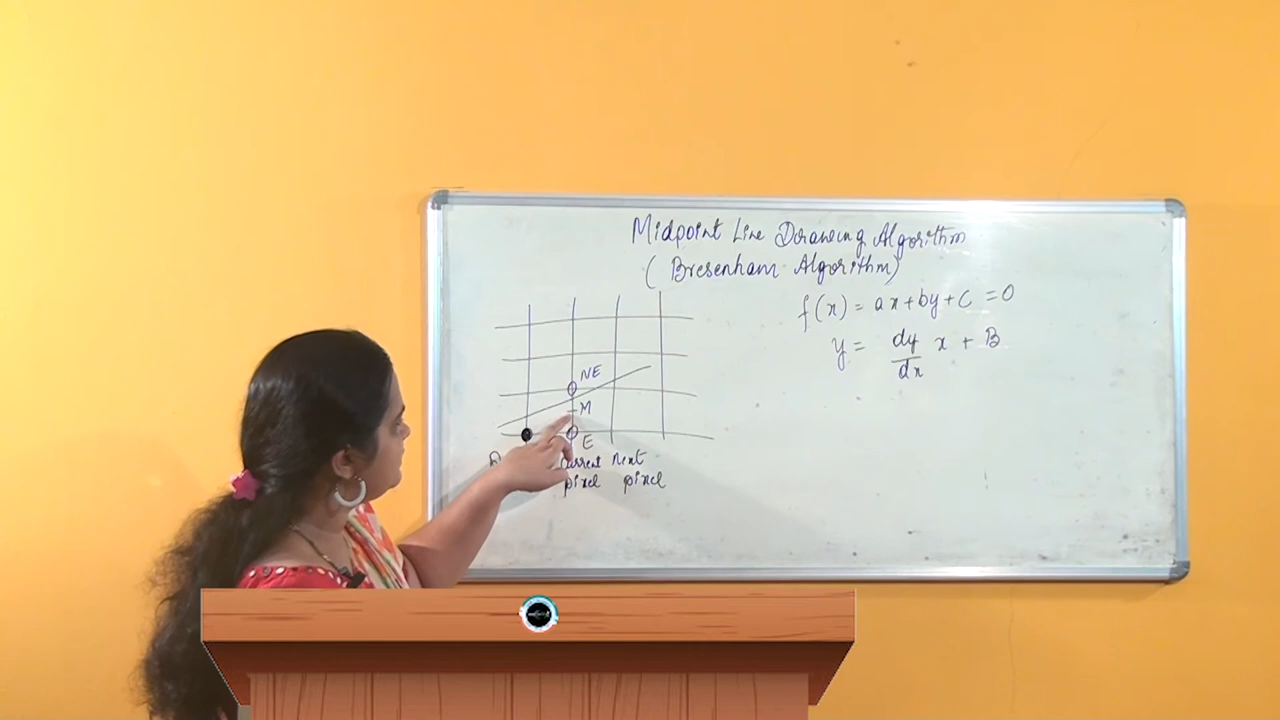 Midpoint Line Drawing Algorithm
(Bresenham Algorithm)
f(x) = ax+by+c =0
y = dy/dx x + B
NE
M
E
current next
pixel pixel